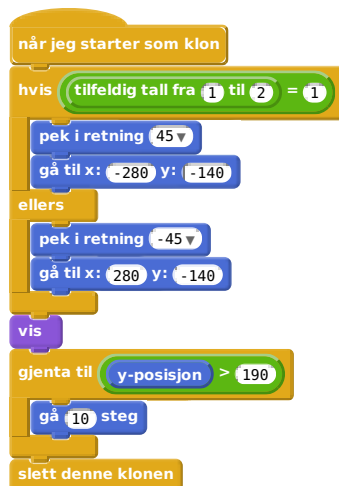 når jeg starter som klon
hvis tilfeldig tall fra 1 til 2 = 1
pek i retning 45
gå til x: -280 y: -140
ellers
pek i retning -45
gå til x: 280 y: -140
vis
gjenta til y-posisjon > 190
gå 10 steg
slett denne klonen